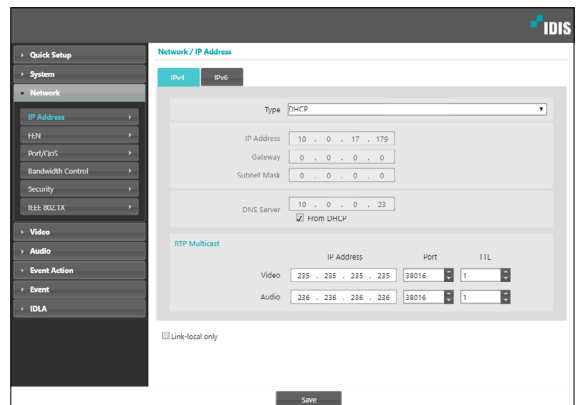 IDIS
Quick Setup
System
Network
IP Address
FEN
Port/QoS
Bandwidth Control
Security
IEEE 802.1X
Video
Audio
Event Action
Event
IDLA
Network / IP Address
IPv4 IPv6
Type DHCP
IP Address 10 . 0 . 17 . 179
Gateway 0 . 0 . 0 . 0
Subnet Mask 0 . 0 . 0 . 0
DNS Server 10 . 0 . 0 . 23
From DHCP
RTP Multicast
IP Address Port TTL
Video 235 . 235 . 235 . 235 38016 1
Audio 236 . 236 . 236 . 236 38016 1
Link-local only
Save